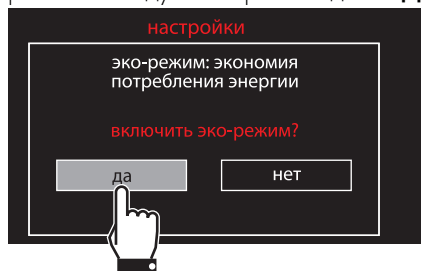 настройки
эко-режим: экономия
потребления энергии
включить эко-режим?
да
нет